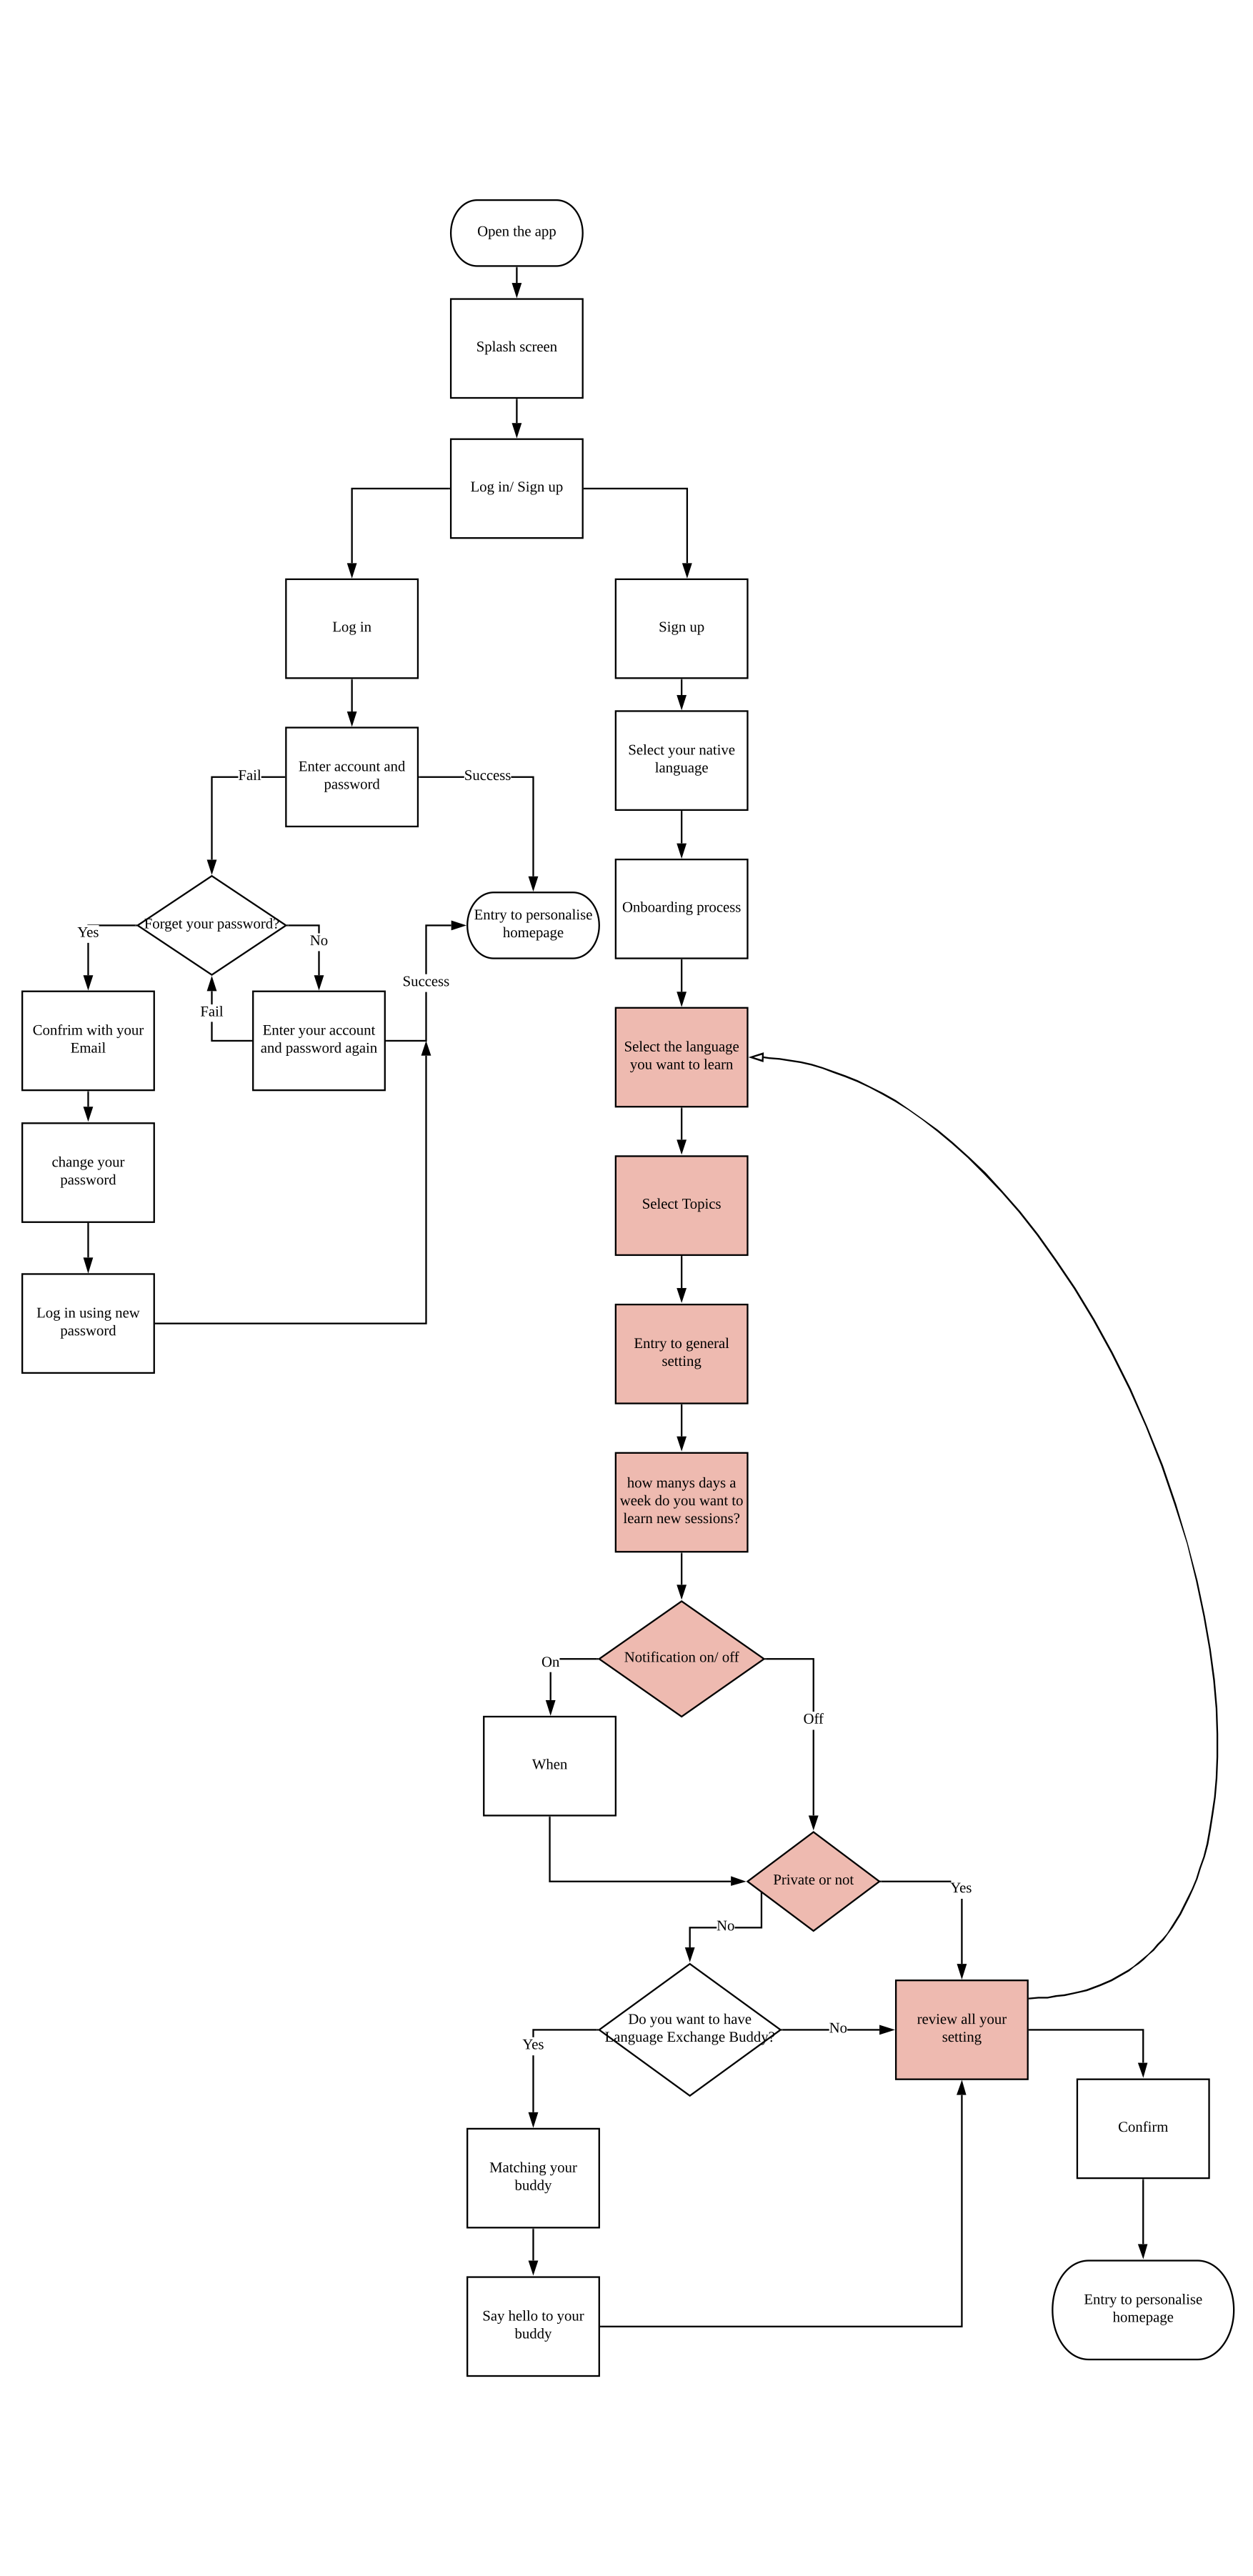 Open the app
Splash screen
Log in/ Sign up
Log in
Sign up
Enter account and
password
Fail
Success
Select your native
language
Forget your password?
Yes
No
Entry to personalise
homepage
Onboarding process
Success
Fail
Confrim with your
Email
Enter your account
and password again
Select the language
you want to learn
change your
password
Select Topics
Log in using new
password
Entry to general
setting
how manys days a
week do you want to
learn new sessions?
Notification on/ off
On
Off
When
Private or not
Yes
No
Do you want to have
Language Exchange Buddy?
Yes
No
review all your
setting
Confirm
Matching your
buddy
Say hello to your
buddy
Entry to personalise
homepage